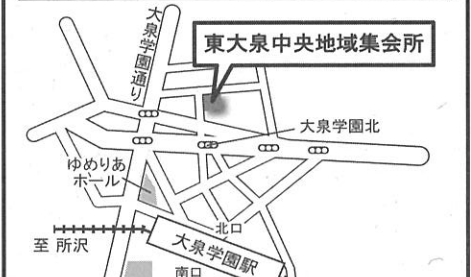 大泉学園通り
東大泉中央地域集会所
大泉学園北
ゆめりあ
ホール
北口
至 所沢
大泉学園駅
南口